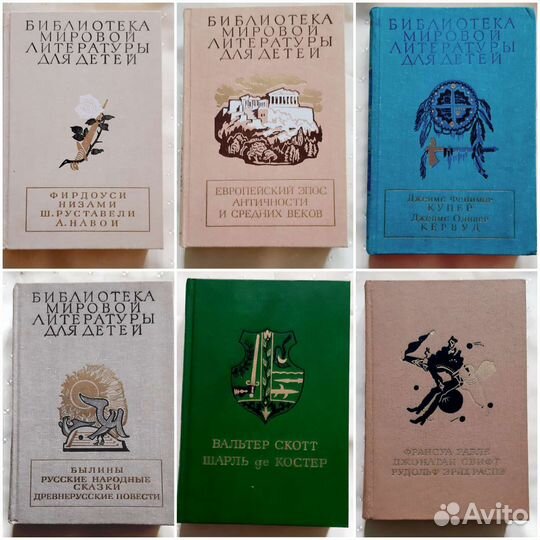 БИБЛИОТЕКА
МИРОВОЙ
ЛИТЕРАТУРЫ
ДЛЯ ДЕТЕЙ
ФИРДОУСИ
НИЗАМИ
Ш. РУСТАВЕЛИ
А. НАВОИ
БИБЛИОТЕКА
МИРОВОЙ
ЛИТЕРАТУРЫ
ДЛЯ ДЕТЕЙ
ЕВРОПЕЙСКИЙ ЭПОС
АНТИЧНОСТИ
И СРЕДНИХ ВЕКОВ
БИБЛИОТЕКА
МИРОВОЙ
ЛИТЕРАТУРЫ
ДЛЯ ДЕТЕЙ
Джеймс Фенимор
КУПЕР
Джеймс Оливер
КЕРВУД
БИБЛИОТЕКА
МИРОВОЙ
ЛИТЕРАТУРЫ
ДЛЯ ДЕТЕЙ
БЫЛИНЫ
РУССКИЕ НАРОДНЫЕ
СКАЗКИ
ДРЕВНЕРУССКИЕ ПОВЕСТИ
ВАЛЬТЕР СКОТТ
ШАРЛЬ де КОСТЕР
ФРАНСУА РАБЛЕ
ДЖОНАТАН СВИФТ
РУДОЛЬФ ЭРИХ РАСПЕ
Avito